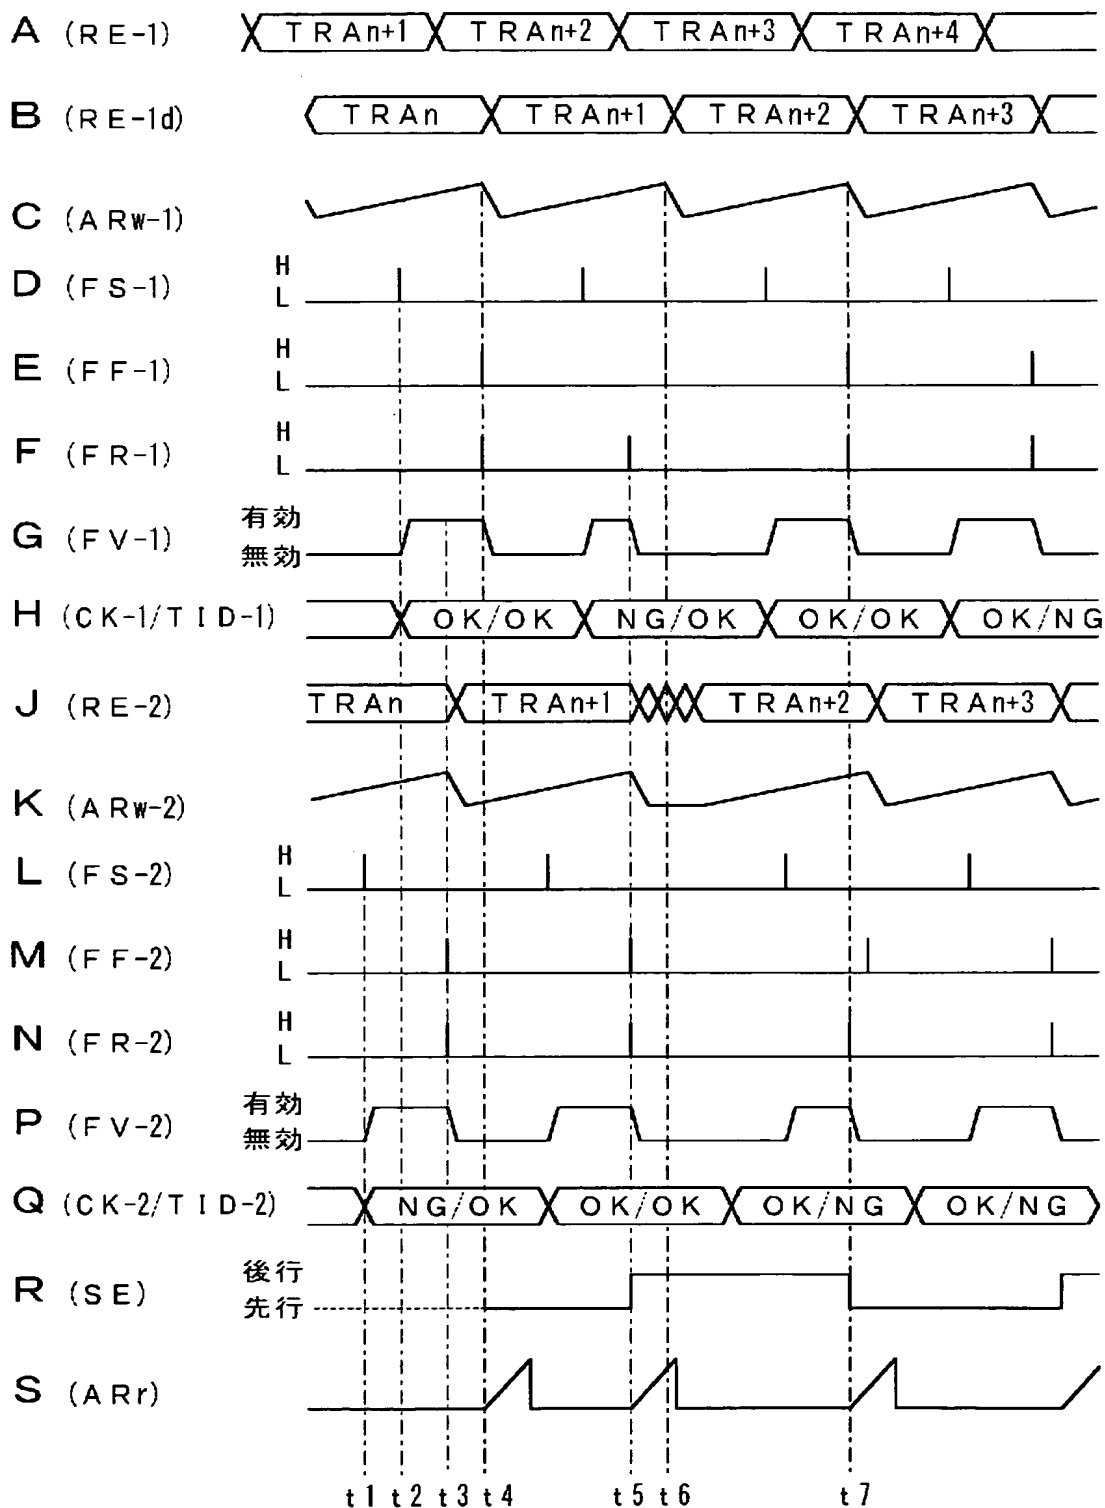 A (RE-1) TRAn+1 TRAn+2 TRAn+3 TRAn+4
B (RE-1d) TRAn TRAn+1 TRAn+2 TRAn+3
C (ARw-1)
D (FS-1) H L
E (FF-1) H L
F (FR-1) H L
G (FV-1) 有効 無効
H (CK-1/TID-1) OK/OK NG/OK OK/OK OK/NG
J (RE-2) TRAn TRAn+1 TRAn+2 TRAn+3
K (ARw-2)
L (FS-2) H L
M (FF-2) H L
N (FR-2) H L
P (FV-2) 有効 無効
Q (CK-2/TID-2) NG/OK OK/OK OK/NG OK/NG
R (SE) 後行 先行
S (ARr)
t1 t2 t3 t4 t5 t6 t7